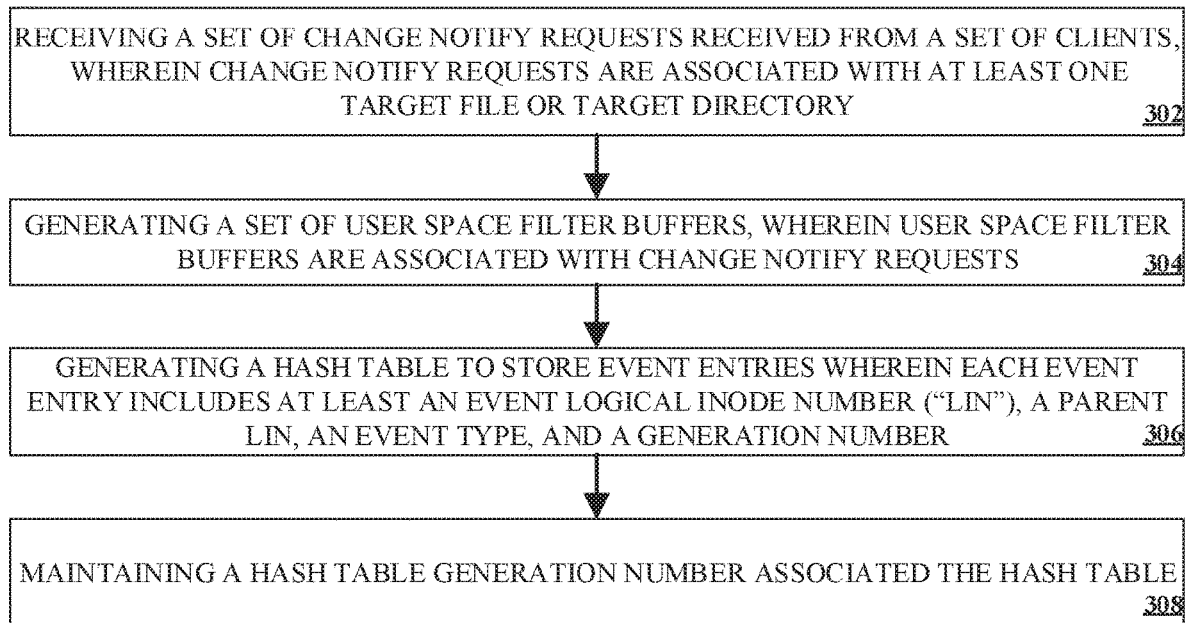 RECEIVING A SET OF CHANGE NOTIFY REQUESTS RECEIVED FROM A SET OF CLIENTS,
WHEREIN CHANGE NOTIFY REQUESTS ARE ASSOCIATED WITH AT LEAST ONE
TARGET FILE OR TARGET DIRECTORY
302
GENERATING A SET OF USER SPACE FILTER BUFFERS, WHEREIN USER SPACE FILTER
BUFFERS ARE ASSOCIATED WITH CHANGE NOTIFY REQUESTS
304
GENERATING A HASH TABLE TO STORE EVENT ENTRIES WHEREIN EACH EVENT
ENTRY INCLUDES AT LEAST AN EVENT LOGICAL INODE NUMBER (“LIN”), A PARENT
LIN, AN EVENT TYPE, AND A GENERATION NUMBER
306
MAINTAINING A HASH TABLE GENERATION NUMBER ASSOCIATED THE HASH TABLE
308